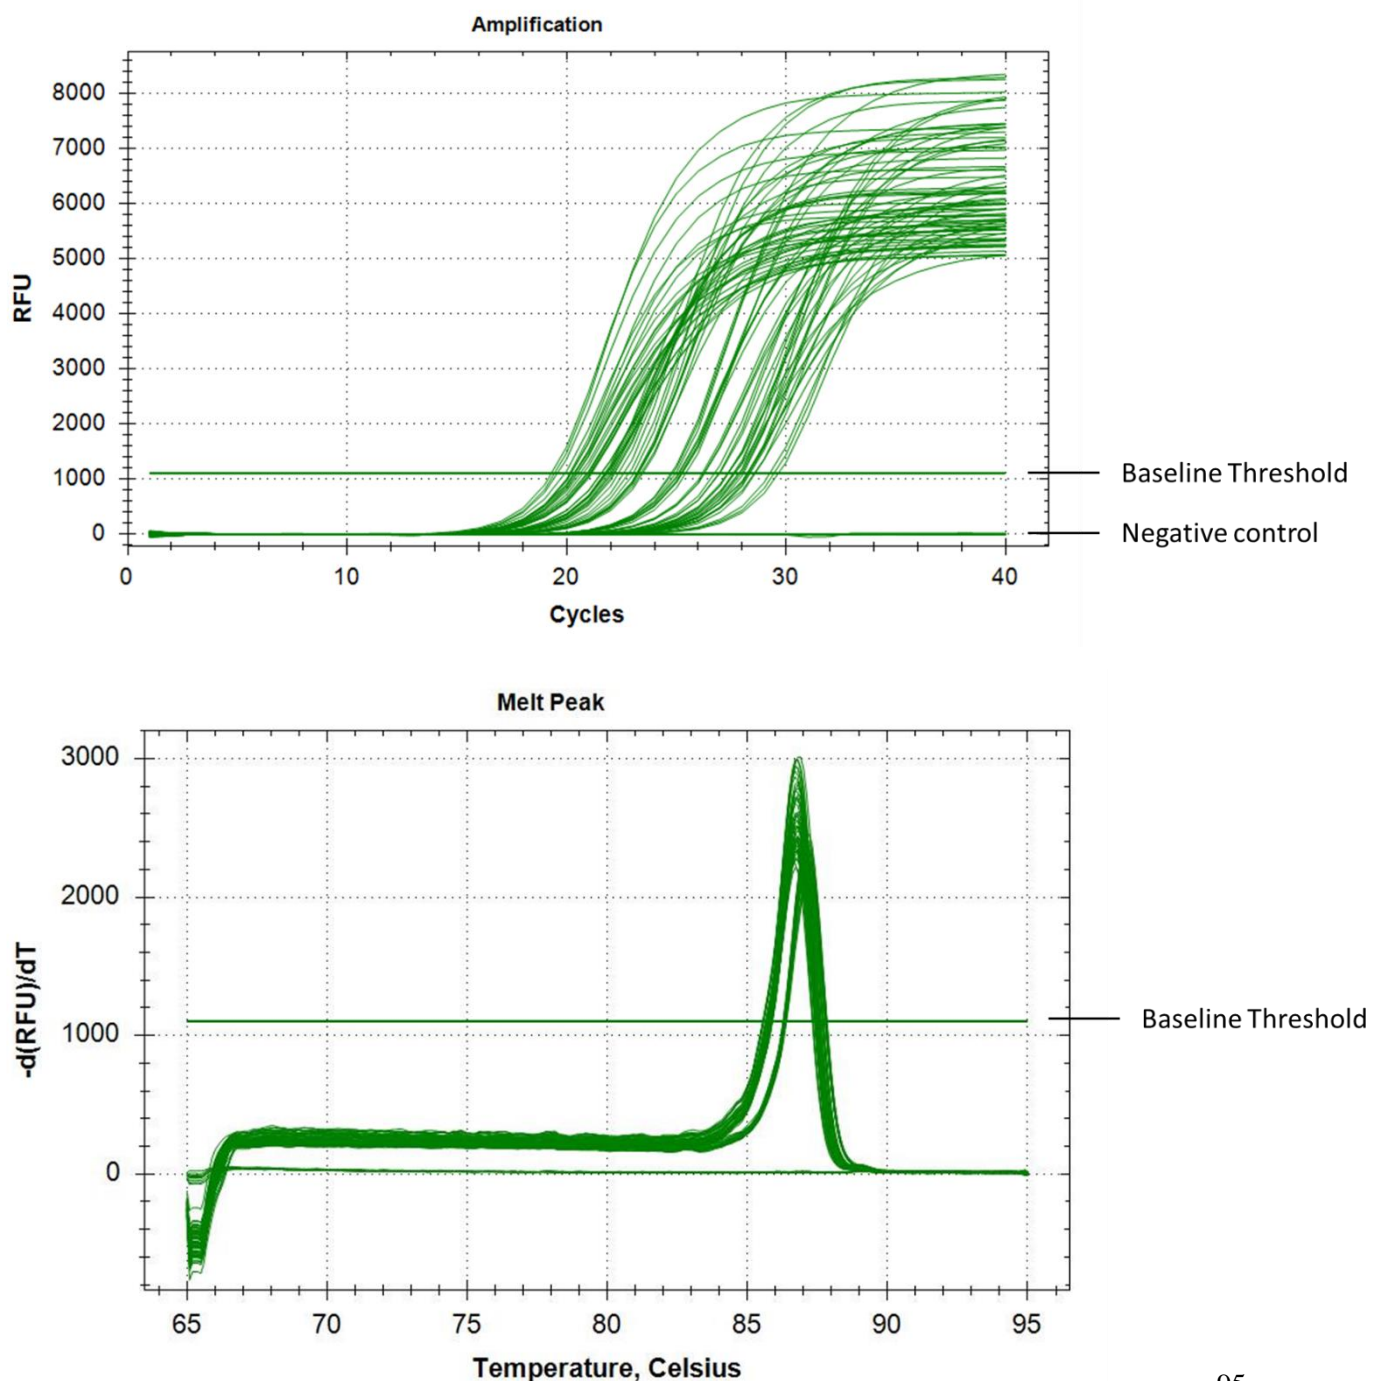 Amplification
8000
7000
6000
5000
4000
3000
2000
1000
0
RFU
0 10 20 30 40
Cycles
Baseline Threshold
Negative control
Melt Peak
3000
2000
1000
0
-d(RFU)/dT
Baseline Threshold
65 70 75 80 85 90 95
Temperature, Celsius